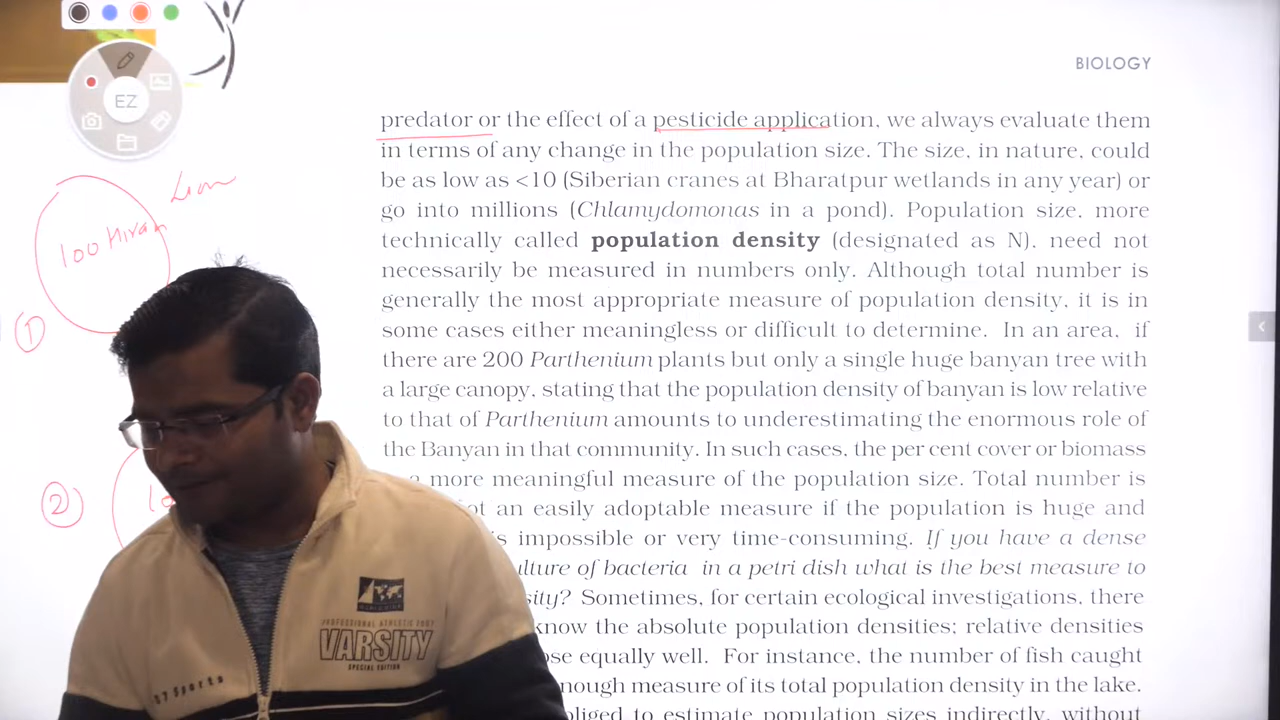 EZ
BIOLOGY
predator or the effect of a pesticide application, we always evaluate them
in terms of any change in the population size. The size, in nature, could
be as low as <10 (Siberian cranes at Bharatpur wetlands in any year) or
go into millions (Chlamydomonas in a pond). Population size, more
technically called population density (designated as N), need not
necessarily be measured in numbers only. Although total number is
generally the most appropriate measure of population density, it is in
some cases either meaningless or difficult to determine. In an area, if
there are 200 Parthenium plants but only a single huge banyan tree with
a large canopy, stating that the population density of banyan is low relative
to that of Parthenium amounts to underestimating the enormous role of
the Banyan in that community. In such cases, the per cent cover or biomass
more meaningful measure of the population size. Total number is
an easily adoptable measure if the population is huge and
impossible or very time-consuming. If you have a dense
of bacteria in a petri dish what is the best measure to
Sometimes, for certain ecological investigations, there
know the absolute population densities; relative densities
equally well. For instance, the number of fish caught
measure of its total population density in the lake.
to estimate population sizes indirectly, without
100 Hiran
1
2
PROFESSIONAL ATHLETIC
VARSITY
SPECIAL EDITION
Sports